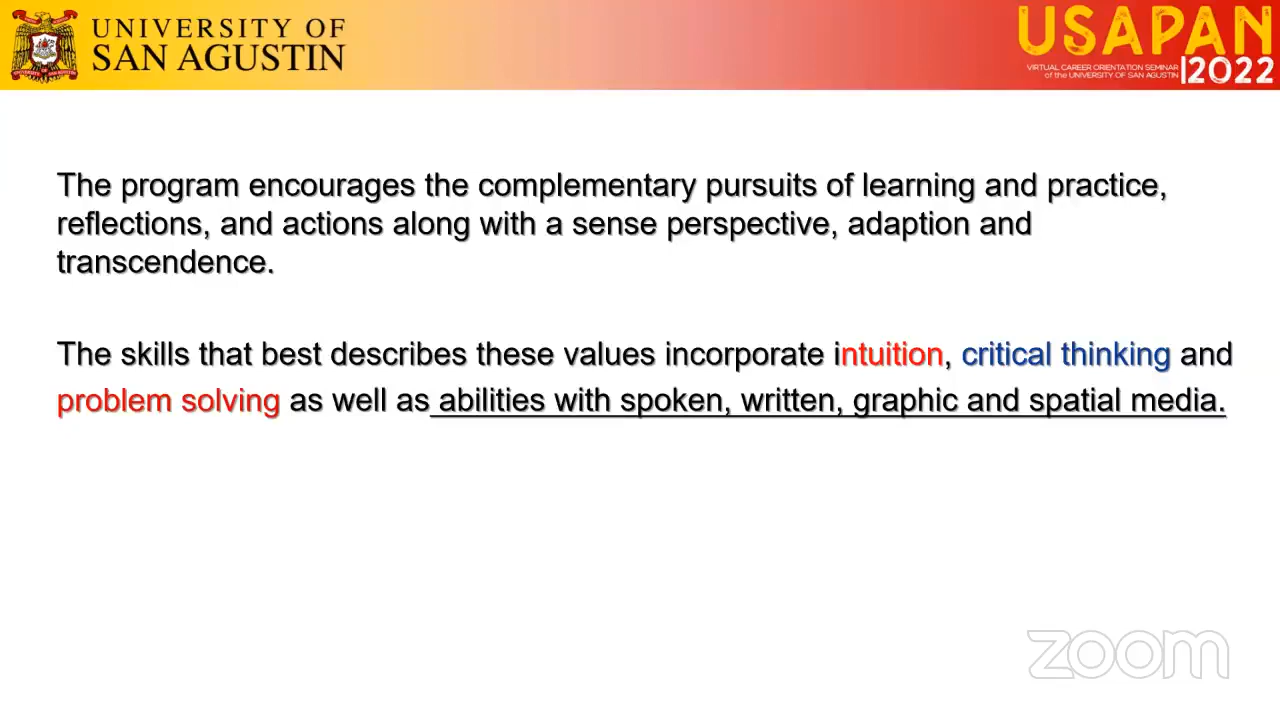 UNIVERSITY OF
SAN AGUSTIN
USAPAN
VIRTUAL CAREER ORIENTATION SEMINAR
of the UNIVERSITY OF SAN AGUSTIN
|2022
The program encourages the complementary pursuits of learning and practice,
reflections, and actions along with a sense perspective, adaption and
transcendence.
The skills that best describes these values incorporate intuition, critical thinking and
problem solving as well as abilities with spoken, written, graphic and spatial media.
zoom